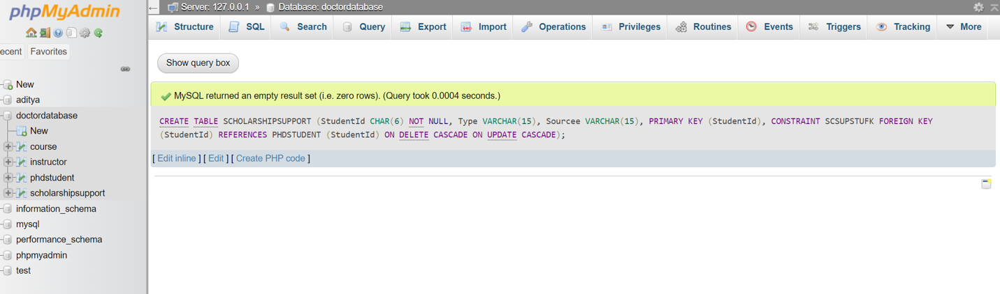 phpMyAdmin
ecent Favorites
New
aditya
doctordatabase
New
course
instructor
phdstudent
scholarshipsupport
information_schema
mysql
performance_schema
phpmyadmin
test
Server: 127.0.0.1 » Database: doctordatabase
Structure SQL Search Query Export Import Operations Privileges Routines Events Triggers Tracking More
Show query box
MySQL returned an empty result set (i.e. zero rows). (Query took 0.0004 seconds.)
CREATE TABLE SCHOLARSHIPSUPPORT (StudentId CHAR(6) NOT NULL, Type VARCHAR(15), Sourcee VARCHAR(15), PRIMARY KEY (StudentId), CONSTRAINT SCSUPSTUFK FOREIGN KEY
(StudentId) REFERENCES PHDSTUDENT (StudentId) ON DELETE CASCADE ON UPDATE CASCADE);
[ Edit inline ] [ Edit ] [ Create PHP code ]